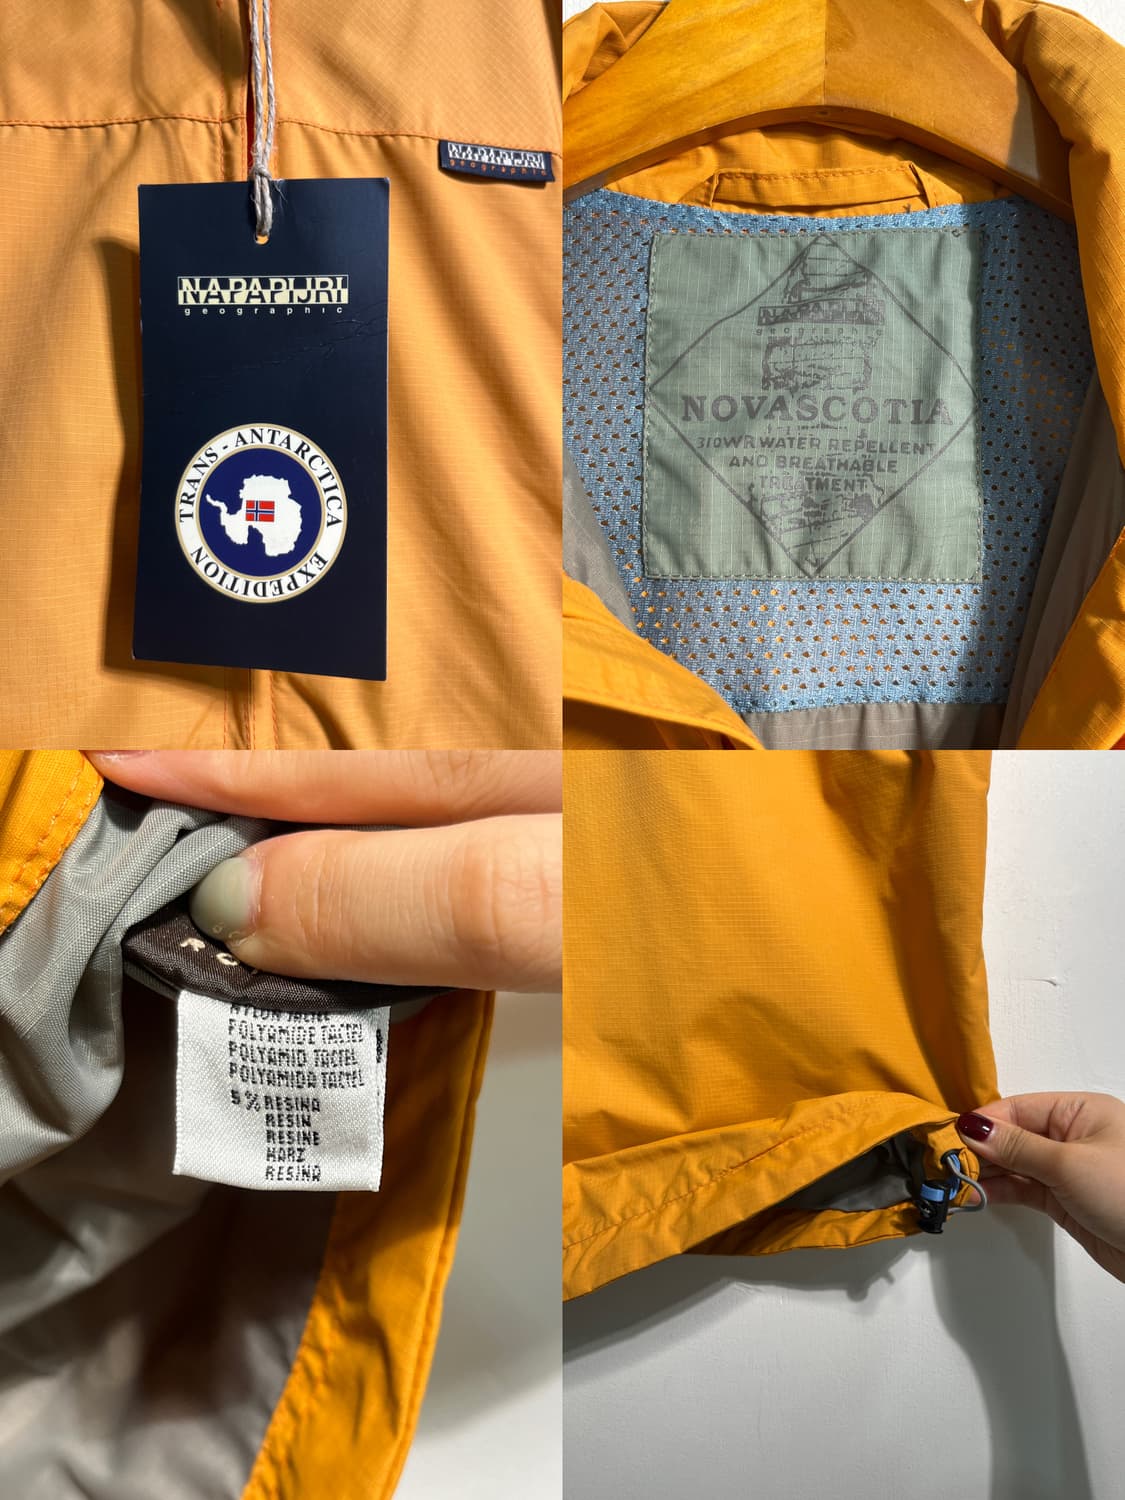 NAPAPIJRI
geographic
NAPAPIJRI
geographic
TRANS-ANTARCTICA EXPEDITION
NAPAPIJRI
geographic
NOVASCOTIA
310WR WATER REPELLENT
AND BREATHABLE
TREATMENT
NYLON TACTEL
POLYAMIDE TACTEL
POLYAMID TACTEL
POLYAMIDA TACTEL
5% RESINA
RESIN
RESINE
HARZ
RESINA